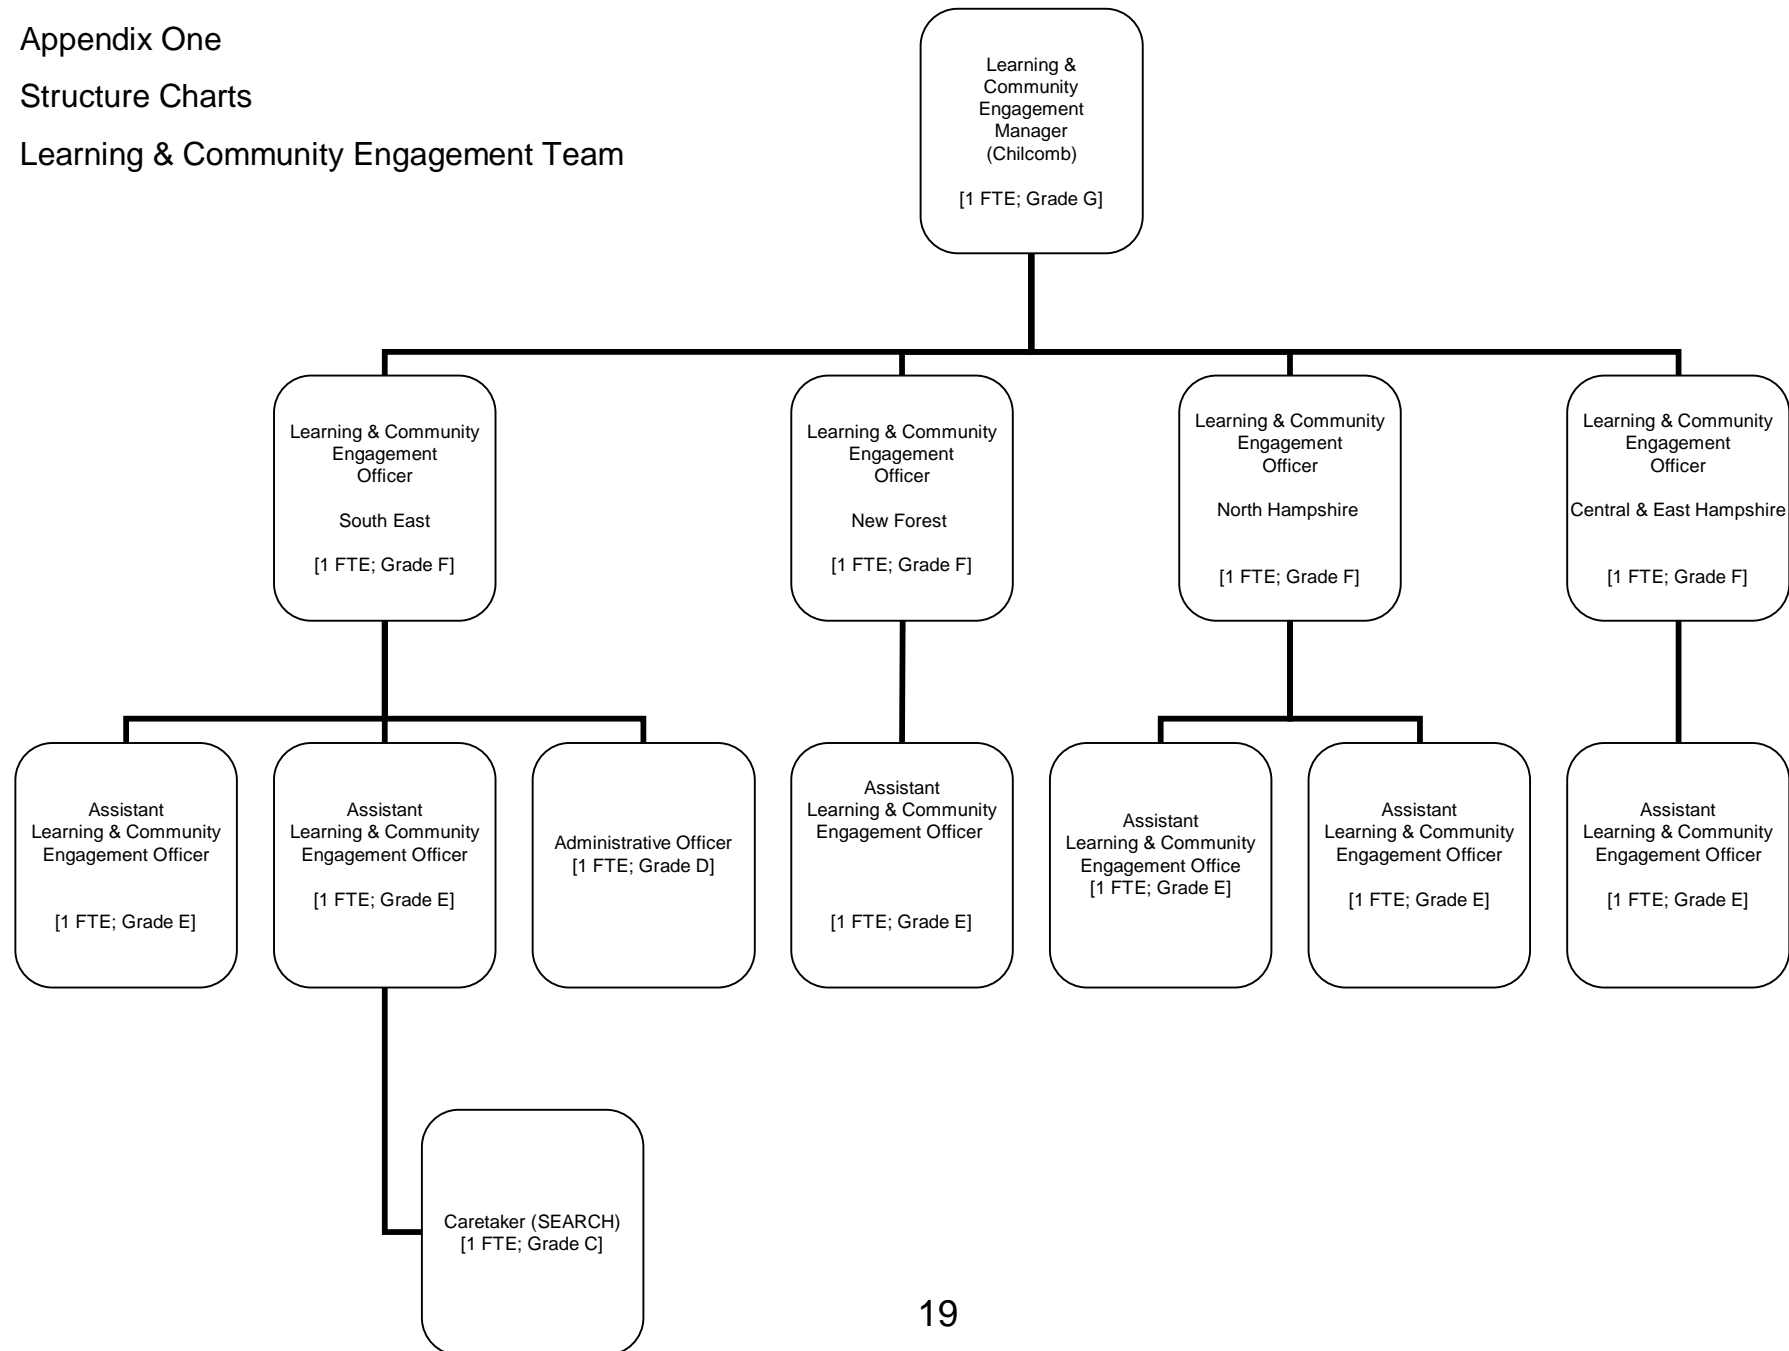 Appendix One
Structure Charts
Learning & Community Engagement Team
Learning &
Community
Engagement
Manager
(Chilcomb)
[1 FTE; Grade G]
Learning & Community
Engagement
Officer
South East
[1 FTE; Grade F]
Learning & Community
Engagement
Officer
New Forest
[1 FTE; Grade F]
Learning & Community
Engagement
Officer
North Hampshire
[1 FTE; Grade F]
Learning & Community
Engagement
Officer
Central & East Hampshire
[1 FTE; Grade F]
Assistant
Learning & Community
Engagement Officer
[1 FTE; Grade E]
Assistant
Learning & Community
Engagement Officer
[1 FTE; Grade E]
Administrative Officer
[1 FTE; Grade D]
Assistant
Learning & Community
Engagement Officer
[1 FTE; Grade E]
Assistant
Learning & Community
Engagement Office
[1 FTE; Grade E]
Assistant
Learning & Community
Engagement Officer
[1 FTE; Grade E]
Assistant
Learning & Community
Engagement Officer
[1 FTE; Grade E]
Caretaker (SEARCH)
[1 FTE; Grade C]
19